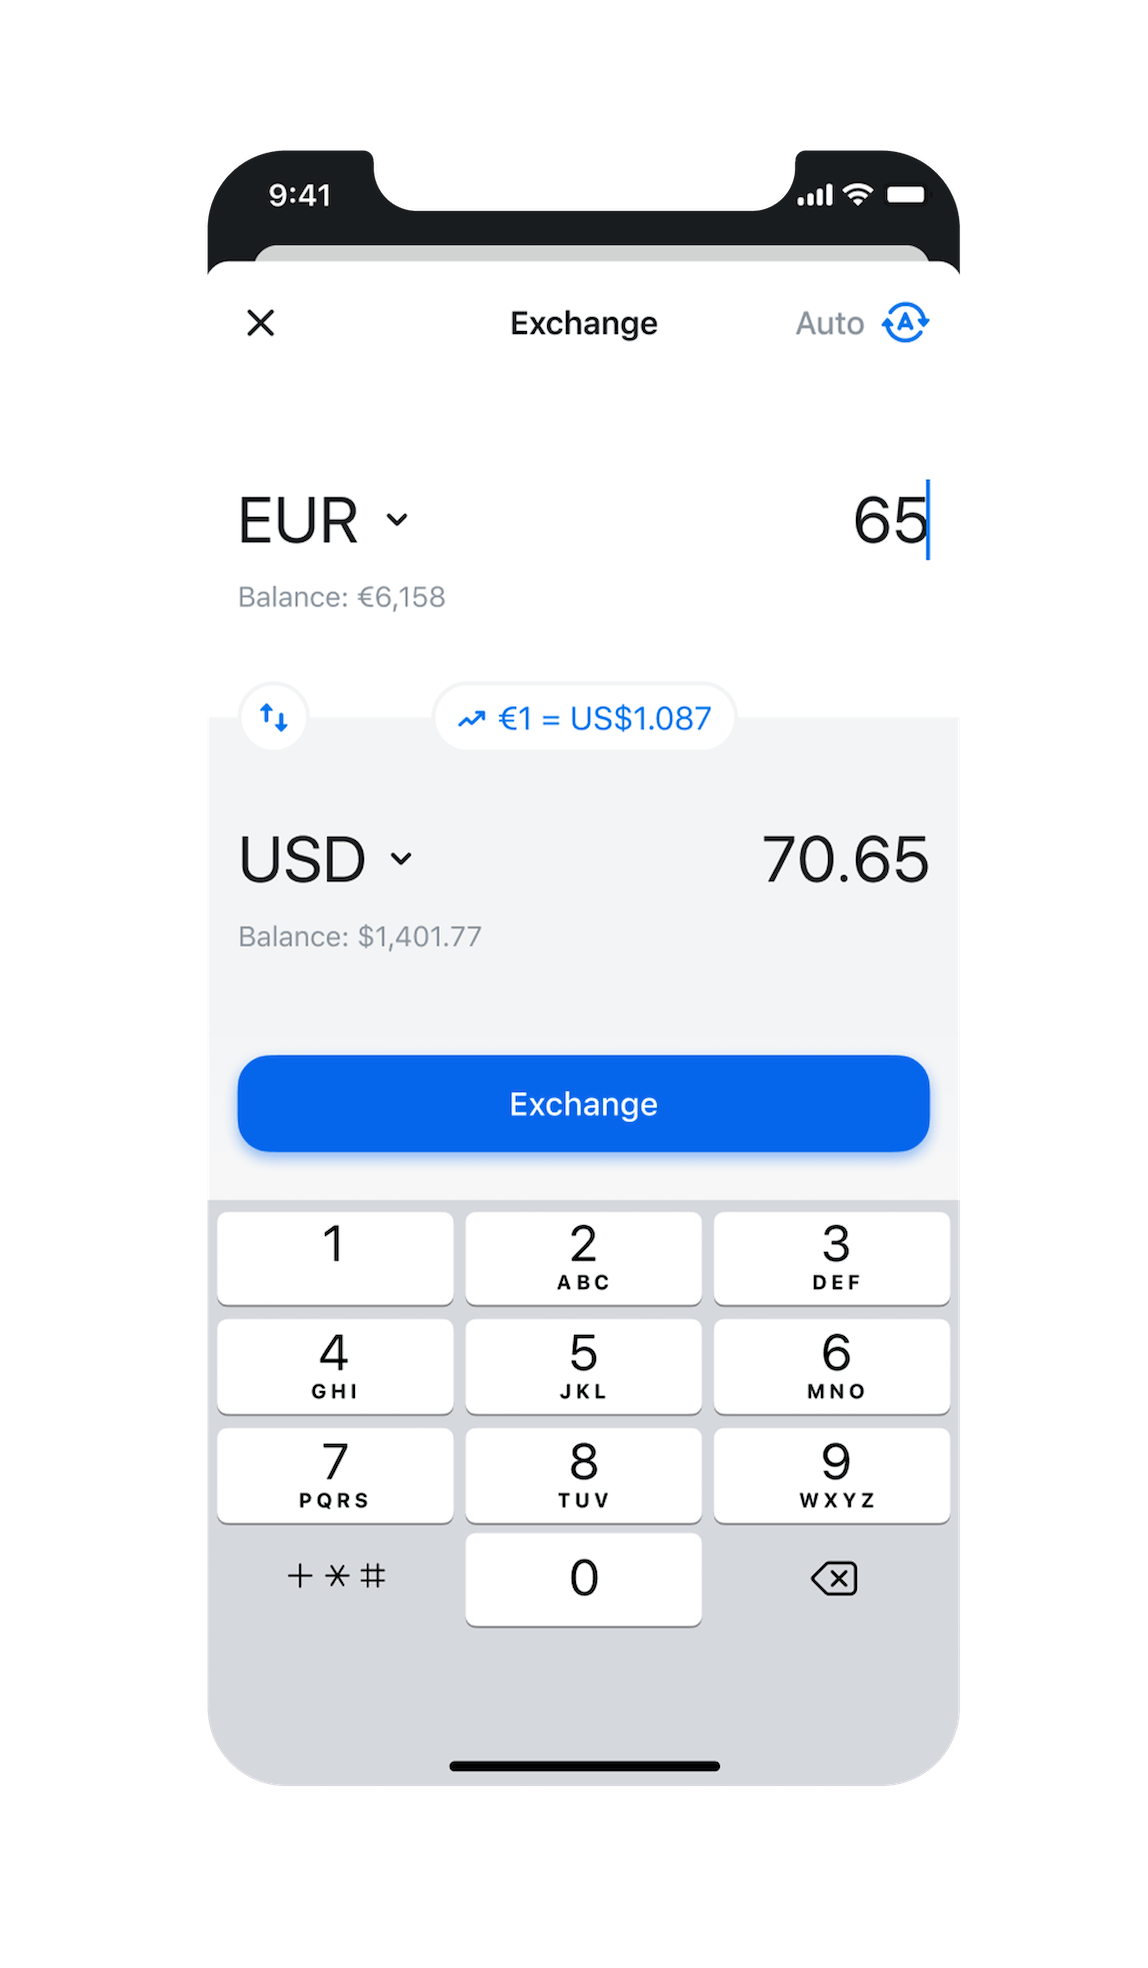 9:41
Exchange Auto
EUR 65
Balance: €6,158
€1 = US$1.087
USD 70.65
Balance: $1,401.77
Exchange
1 2 3
ABC DEF
4 5 6
GHI JKL MNO
7 8 9
PQRS TUV WXYZ
+ * # 0